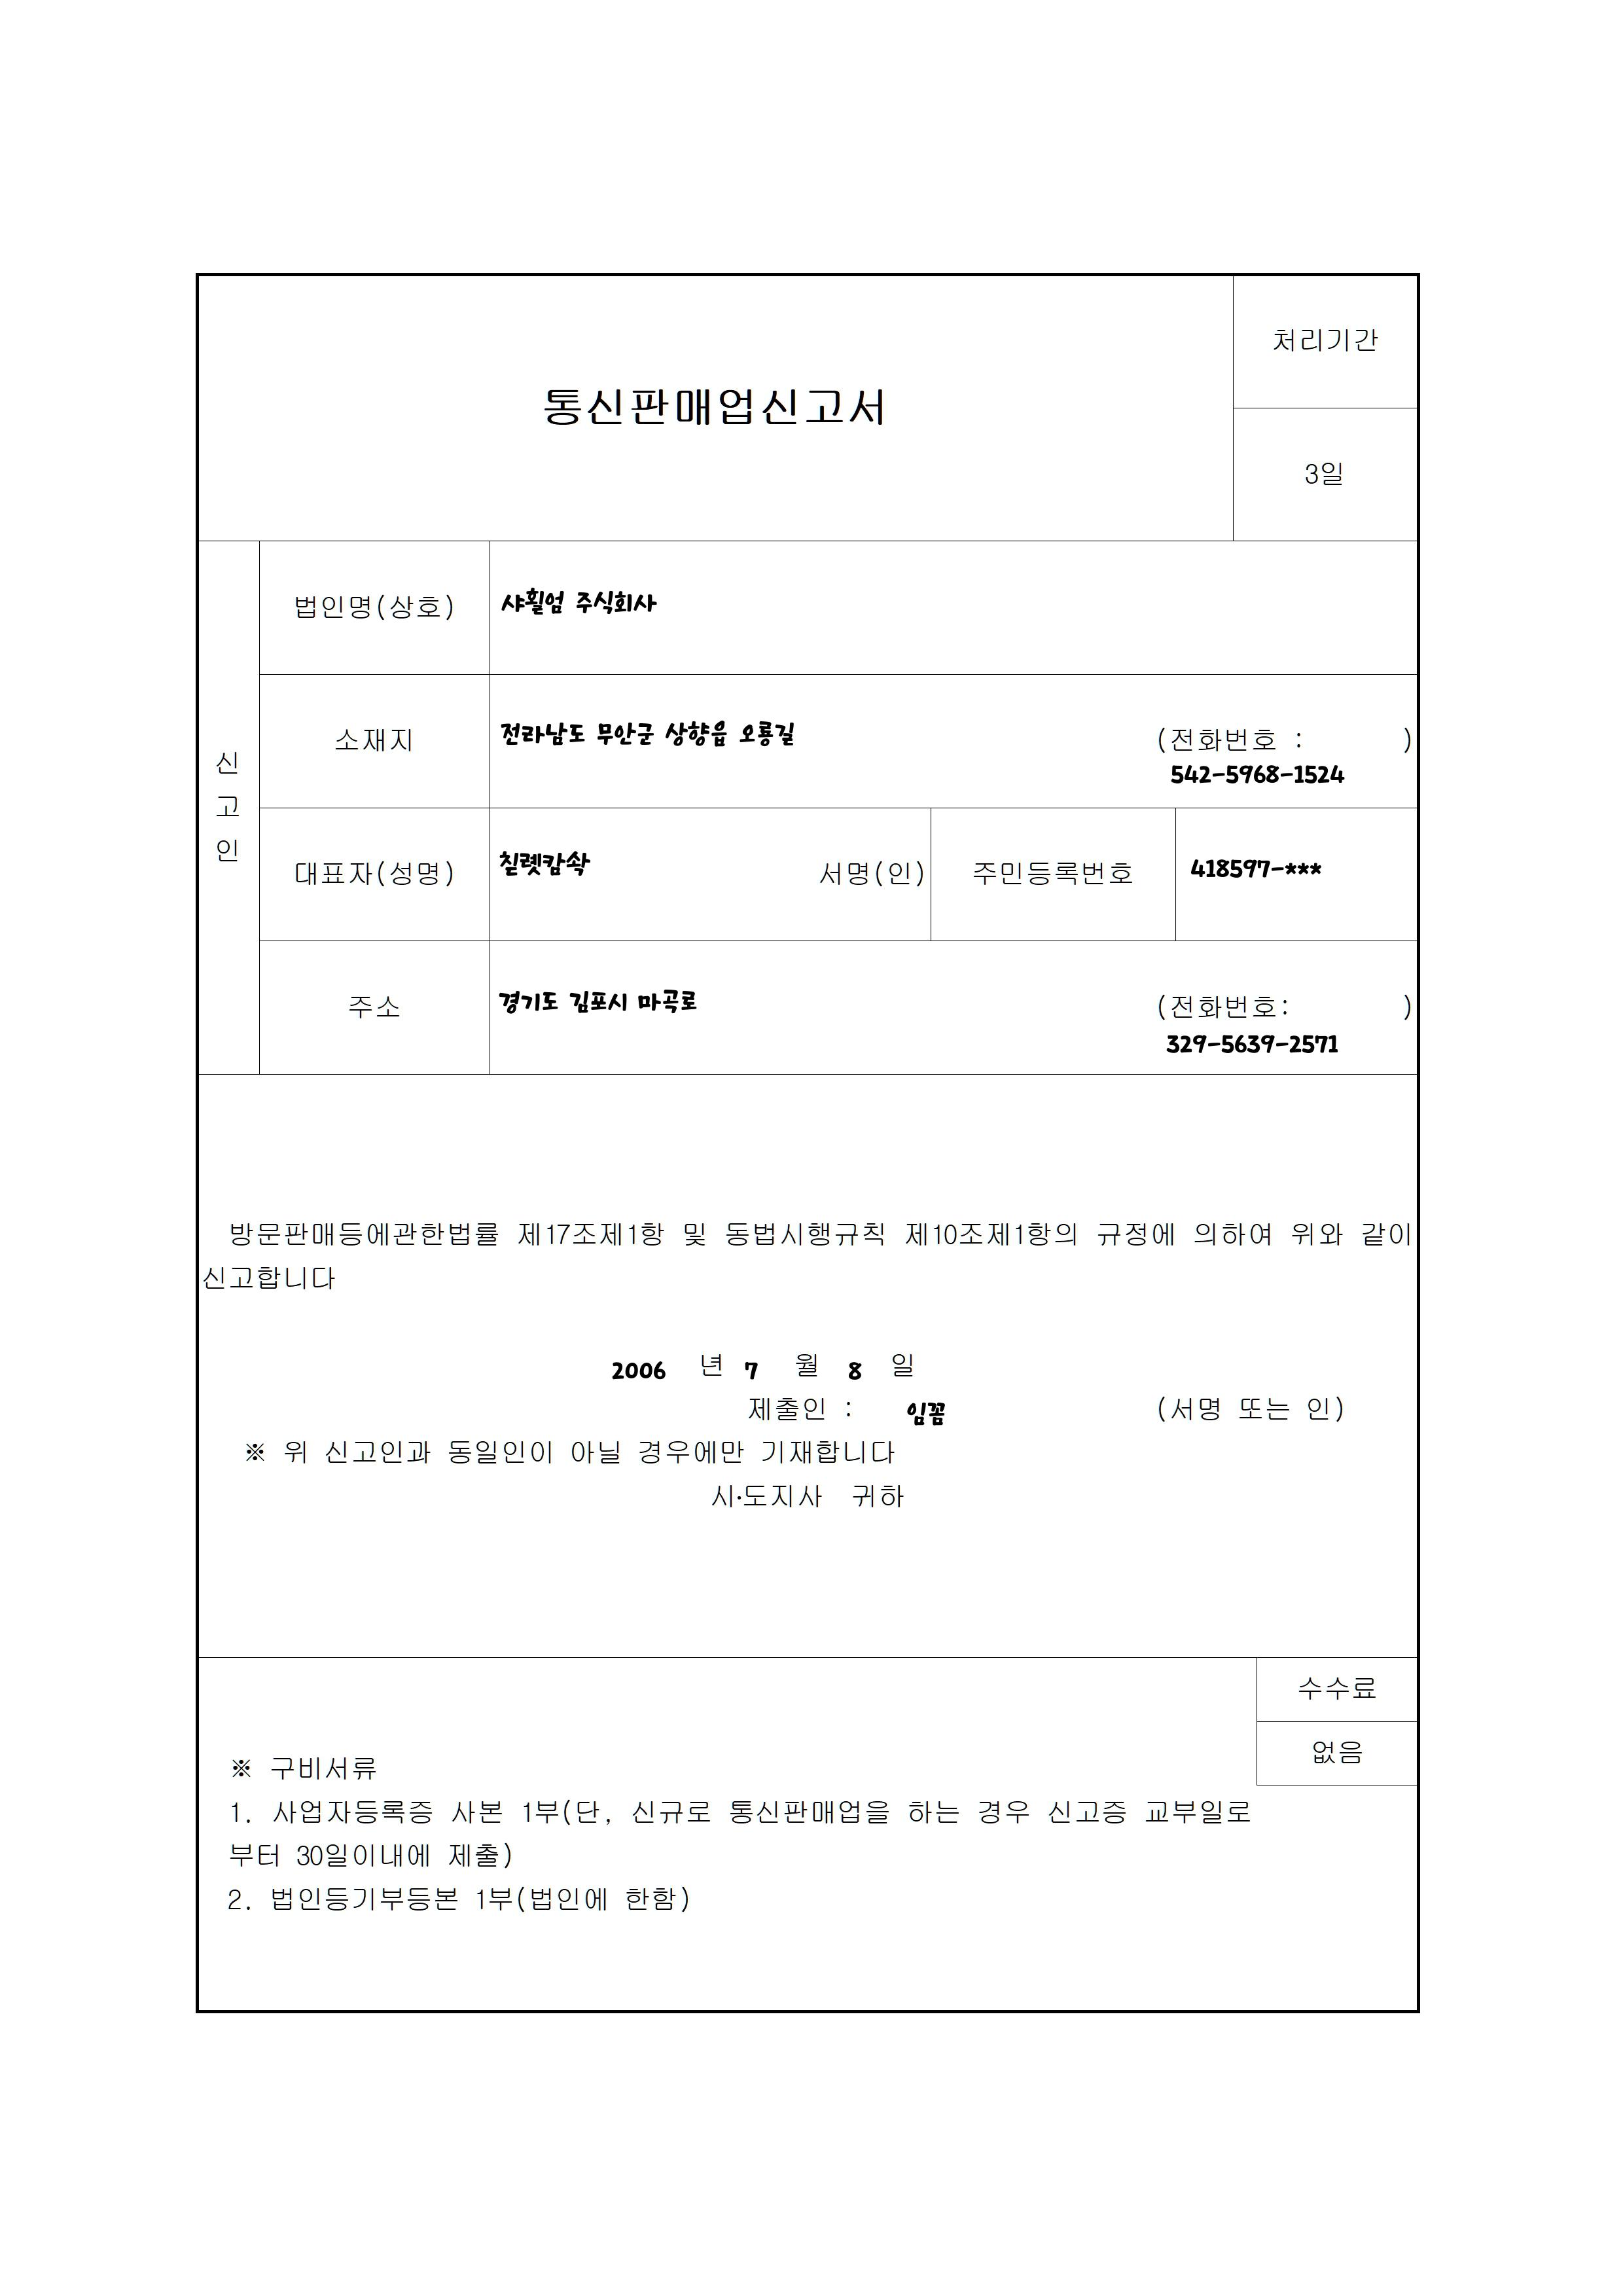 처리기간
통신판매업신고서
3일
신고인
법인명(상호) 샤휠엄 주식회사
소재지 전라남도 무안군 상향읍 오룡길 (전화번호 : )
542-5968-1524
대표자(성명) 서명(인) 주민등록번호 418597-***
주소 경기도 김포시 마곡로 (전화번호: )
329-5639-2571
방문판매등에관한법률 제17조제1항 및 동법시행규칙 제10조제1항의 규정에 의하여 위와 같이
신고합니다
2006 년 7 월 8 일
제출인 : 임꼼 (서명 또는 인)
※ 위 신고인과 동일인이 아닐 경우에만 기재합니다
시·도지사 귀하
수수료
없음
※ 구비서류
1. 사업자등록증 사본 1부(단, 신규로 통신판매업을 하는 경우 신고증 교부일로
부터 30일이내에 제출)
2. 법인등기부등본 1부(법인에 한함)